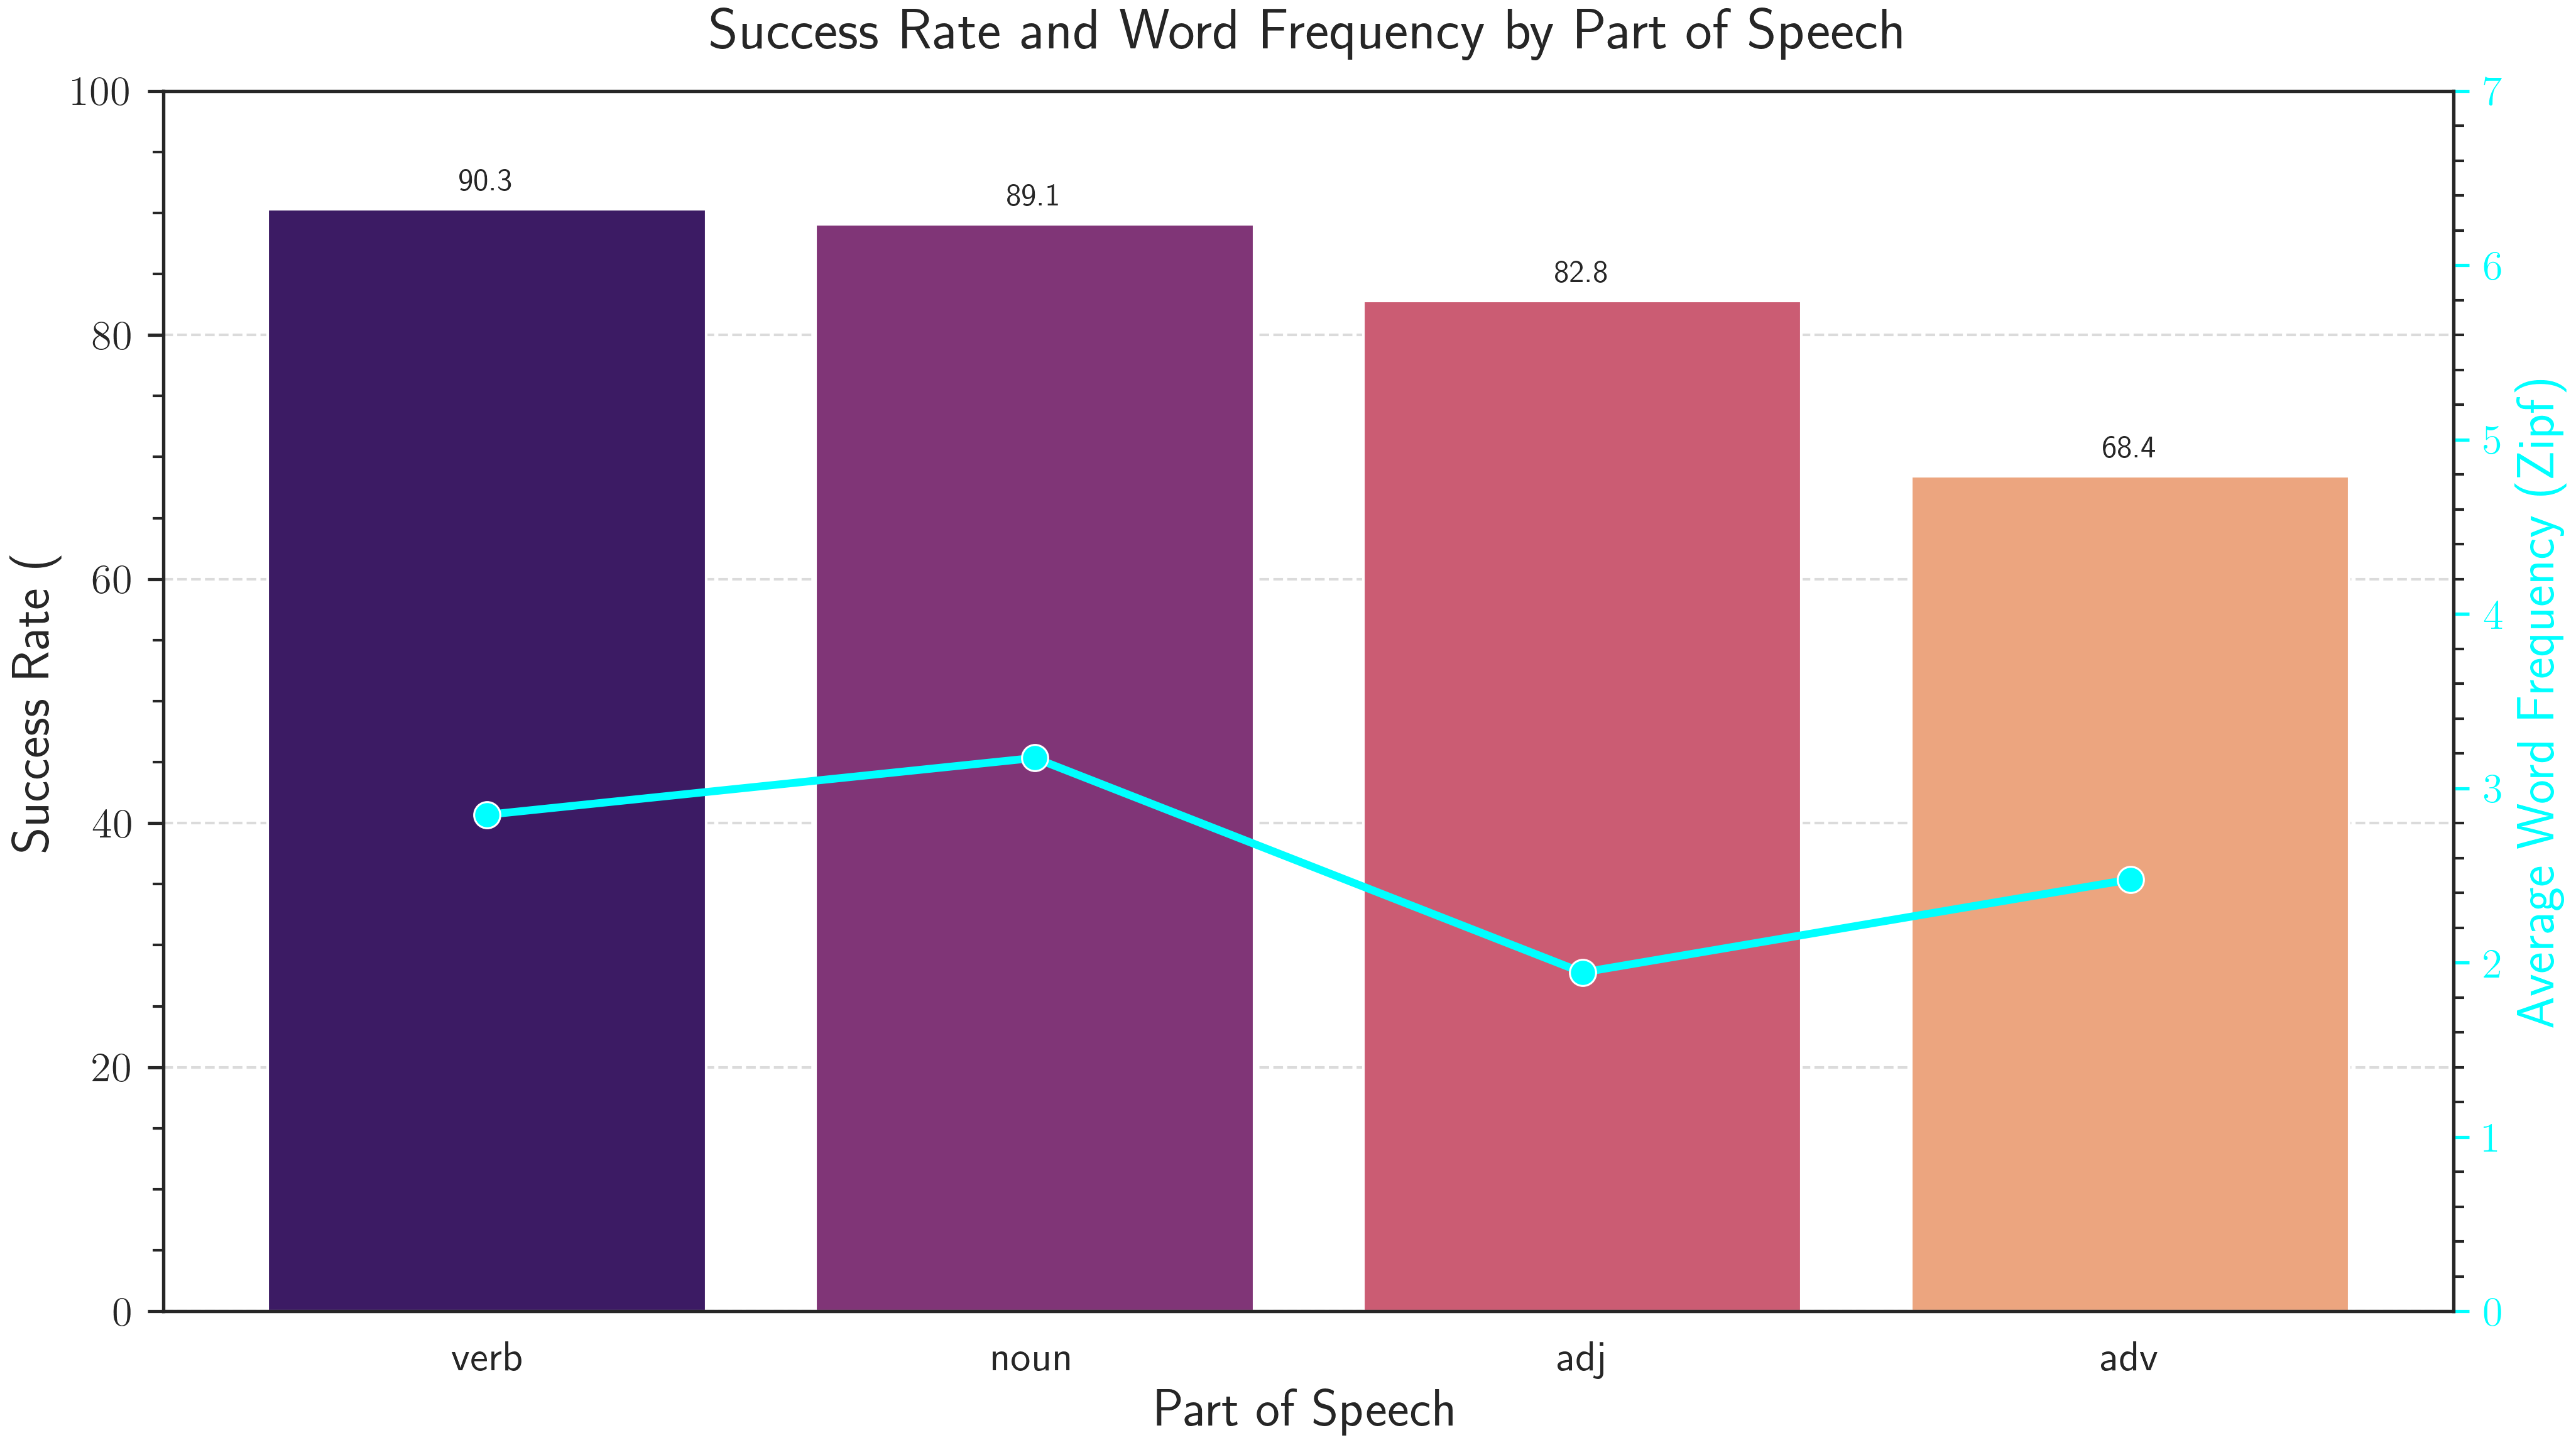 Success Rate and Word Frequency by Part of Speech
100
80
60
40
20
0
Success Rate (
90.3
89.1
82.8
68.4
7
6
5
4
3
2
1
0
Average Word Frequency (Zipf)
verb
noun
adj
adv
Part of Speech